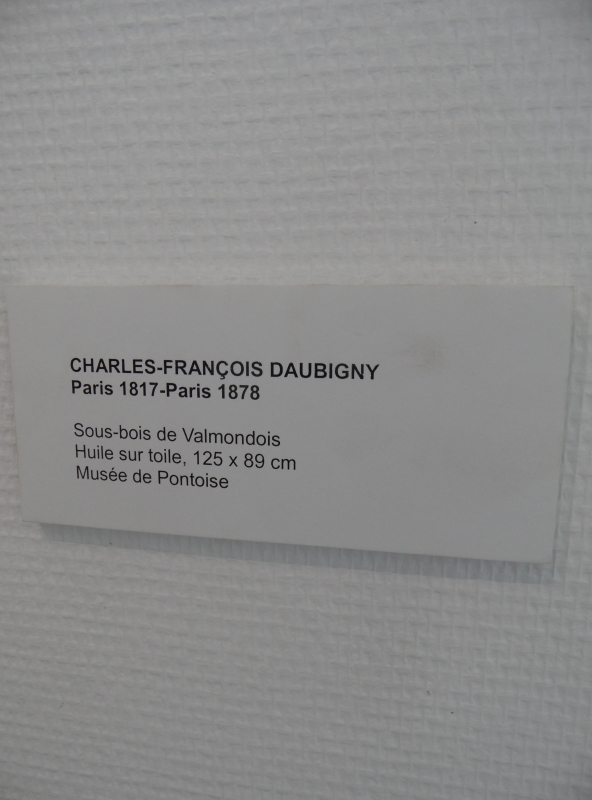 CHARLES-FRANÇOIS DAUBIGNY
Paris 1817-Paris 1878
Sous-bois de Valmondois
Huile sur toile, 125 x 89 cm
Musée de Pontoise